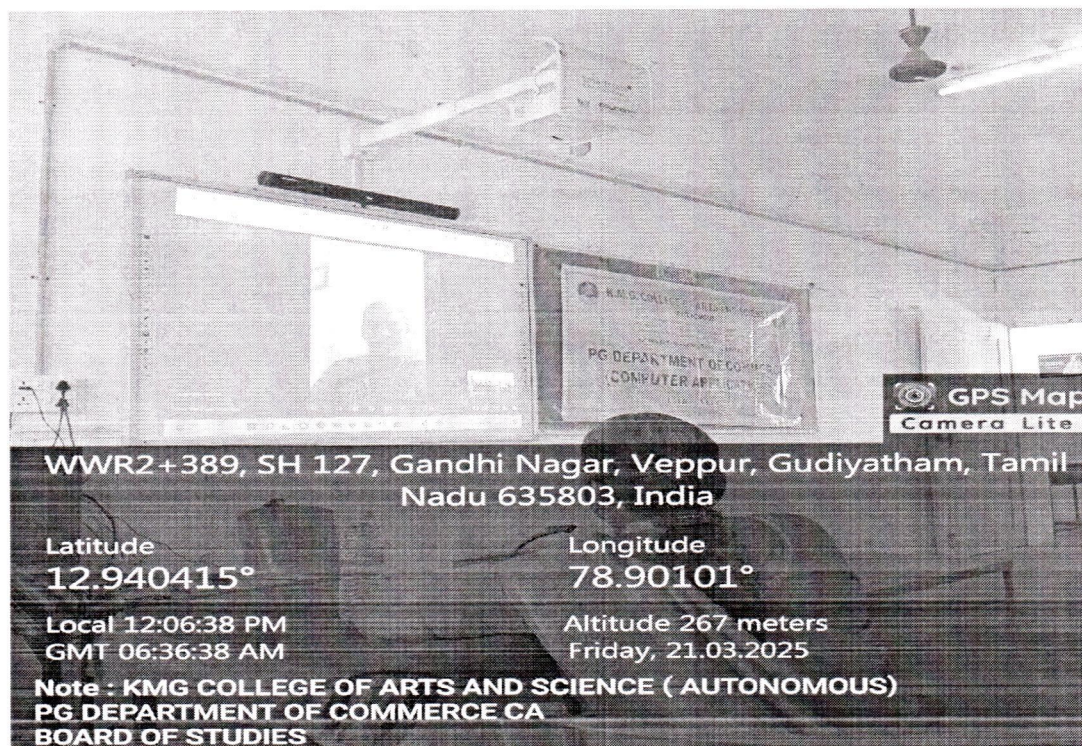 K.M.G. COLLEGE
PG DEPARTMENT OF
(COMPUTER
GPS Map
Camera Lite
WWR2+389, SH 127, Gandhi Nagar, Veppur, Gudiyatham, Tamil
Nadu 635803, India
Latitude
Longitude
12.940415°
78.90101°
Local 12:06:38 PM
Altitude 267 meters
GMT 06:36:38 AM
Friday, 21.03.2025
Note : KMG COLLEGE OF ARTS AND SCIENCE ( AUTONOMOUS)
PG DEPARTMENT OF COMMERCE CA
BOARD OF STUDIES